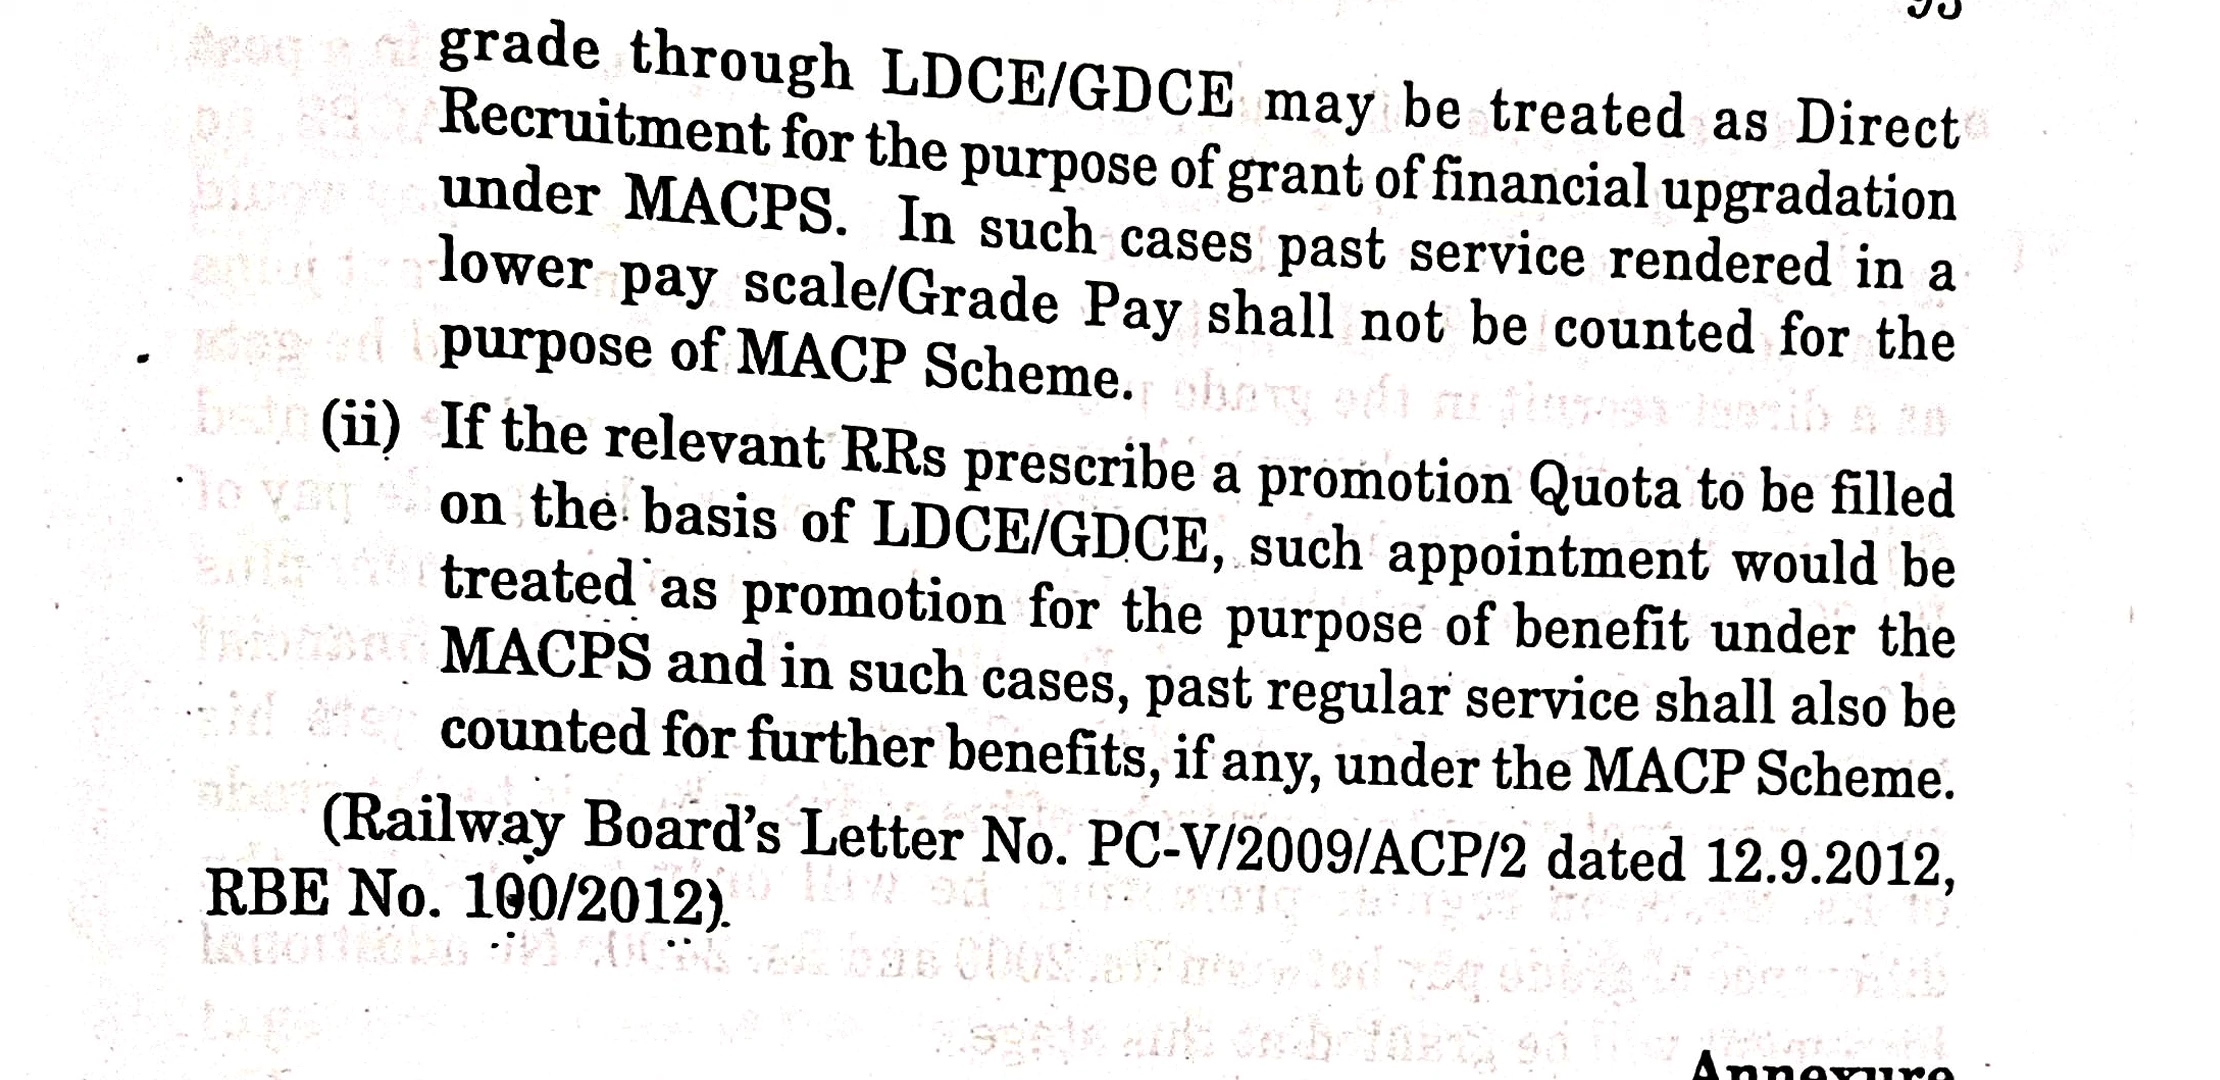 grade through LDCE/GDCE may be treated as Direct
Recruitment for the purpose of grant of financial upgradation
under MACPS. In such cases past service rendered in a
lower pay scale/Grade Pay shall not be counted for the
purpose of MACP Scheme.
(ii) If the relevant RRs prescribe a promotion Quota to be filled
on the basis of LDCE/GDCE, such appointment would be
treated as promotion for the purpose of benefit under the
MACPS and in such cases, past regular service shall also be
counted for further benefits, if any, under the MACP Scheme.
(Railway Board's Letter No. PC-V/2009/ACP/2 dated 12.9.2012,
RBE No. 100/2012).
Annexure